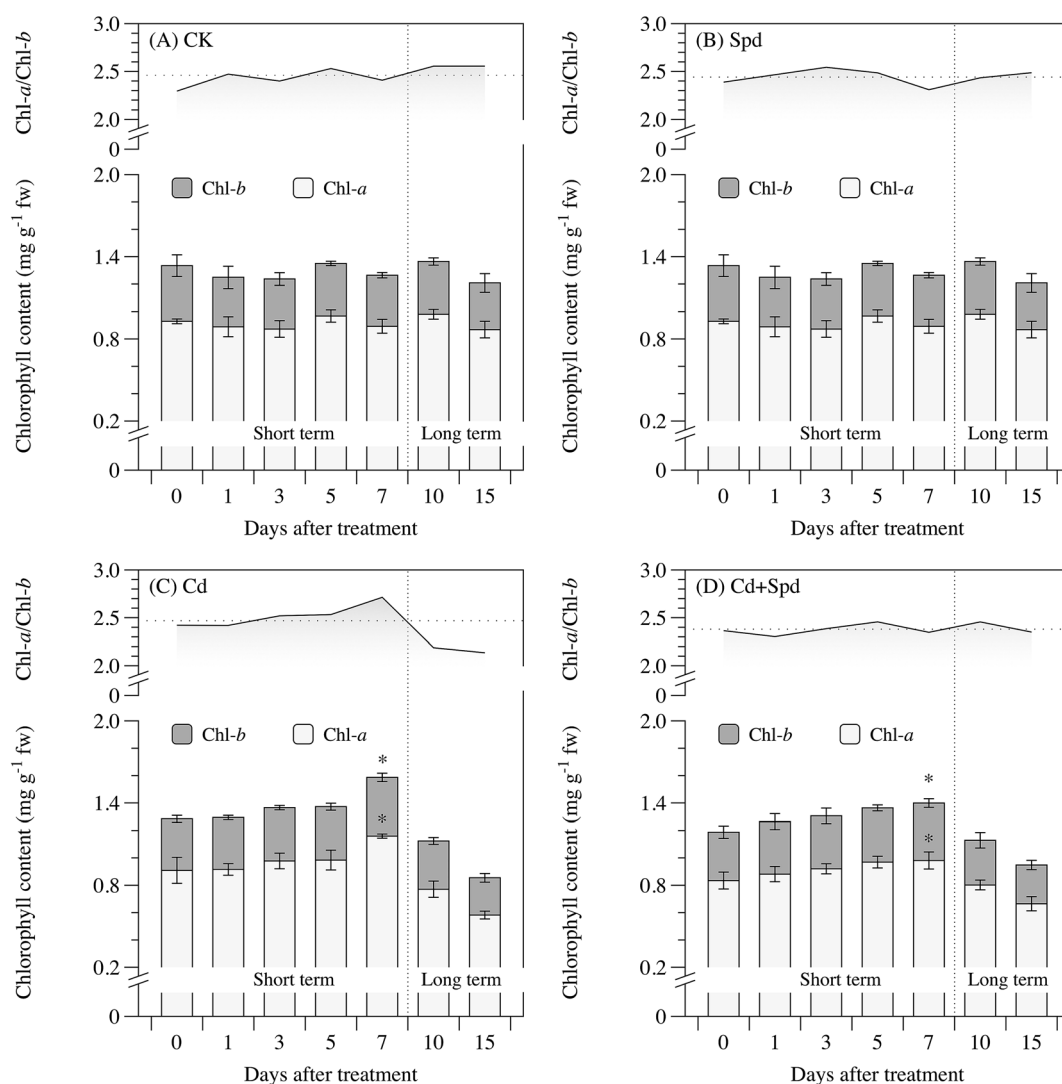 (A) CK
Chl-a/Chl-b
3.0
2.5
2.0
0
Chlorophyll content (mg g⁻¹ fw)
2.0
1.4
0.8
0.2
0
Chl-b Chl-a
Short term Long term
0 1 3 5 7 10 15
Days after treatment
(B) Spd
Chl-a/Chl-b
3.0
2.5
2.0
0
Chlorophyll content (mg g⁻¹ fw)
2.0
1.4
0.8
0.2
0
Chl-b Chl-a
Short term Long term
0 1 3 5 7 10 15
Days after treatment
(C) Cd
Chl-a/Chl-b
3.0
2.5
2.0
0
Chlorophyll content (mg g⁻¹ fw)
2.0
1.4
0.8
0.2
0
Chl-b Chl-a
*
*
Short term Long term
0 1 3 5 7 10 15
Days after treatment
(D) Cd+Spd
Chl-a/Chl-b
3.0
2.5
2.0
0
Chlorophyll content (mg g⁻¹ fw)
2.0
1.4
0.8
0.2
0
Chl-b Chl-a
*
*
Short term Long term
0 1 3 5 7 10 15
Days after treatment